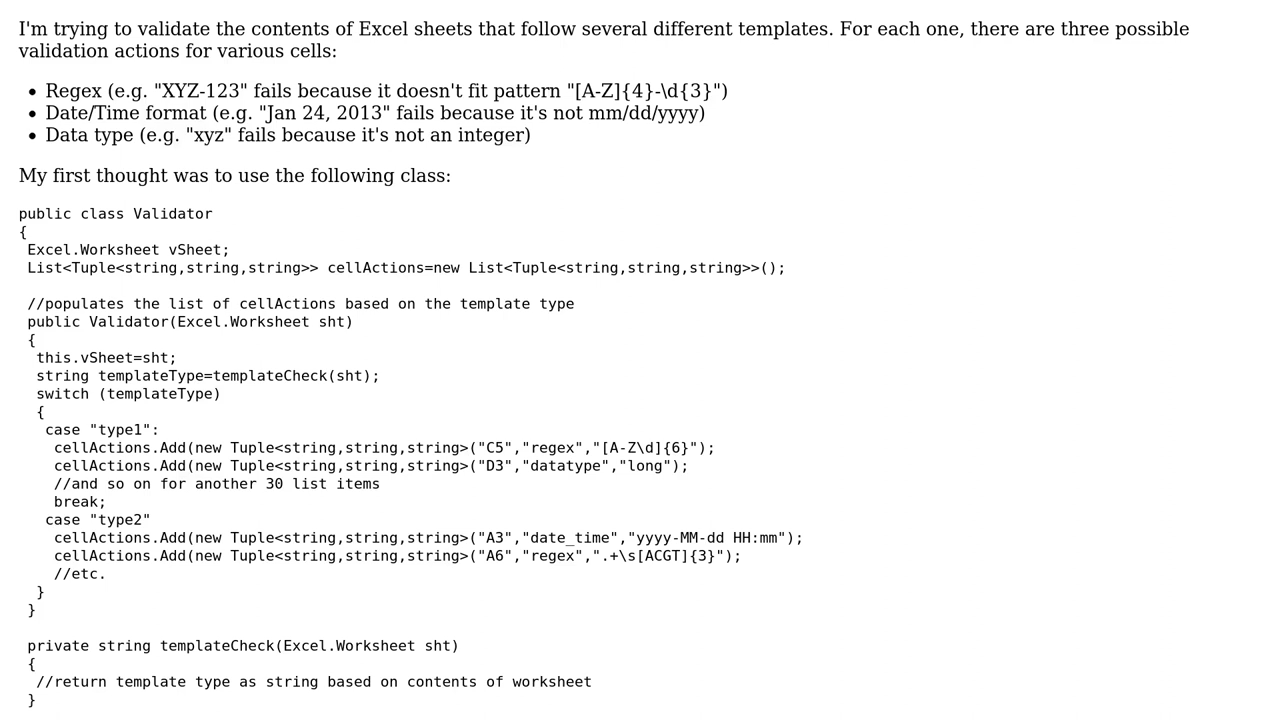 I'm trying to validate the contents of Excel sheets that follow several different templates. For each one, there are three possible
validation actions for various cells:
• Regex (e.g. "XYZ-123" fails because it doesn't fit pattern "[A-Z]{4}-\d{3}")
• Date/Time format (e.g. "Jan 24, 2013" fails because it's not mm/dd/yyyy)
• Data type (e.g. "xyz" fails because it's not an integer)
My first thought was to use the following class:
public class Validator
{
 Excel.Worksheet vSheet;
 List<Tuple<string,string,string>> cellActions=new List<Tuple<string,string,string>>();

 //populates the list of cellActions based on the template type
 public Validator(Excel.Worksheet sht)
 {
  this.vSheet=sht;
  string templateType=templateCheck(sht);
  switch (templateType)
  {
   case "type1":
    cellActions.Add(new Tuple<string,string,string>("C5","regex","[A-Z\d]{6}");
    cellActions.Add(new Tuple<string,string,string>("D3","datatype","long");
    //and so on for another 30 list items
    break;
   case "type2"
    cellActions.Add(new Tuple<string,string,string>("A3","date_time","yyyy-MM-dd HH:mm");
    cellActions.Add(new Tuple<string,string,string>("A6","regex",".+\s[ACGT]{3}");
    //etc.
  }
 }

 private string templateCheck(Excel.Worksheet sht)
 {
  //return template type as string based on contents of worksheet
 }